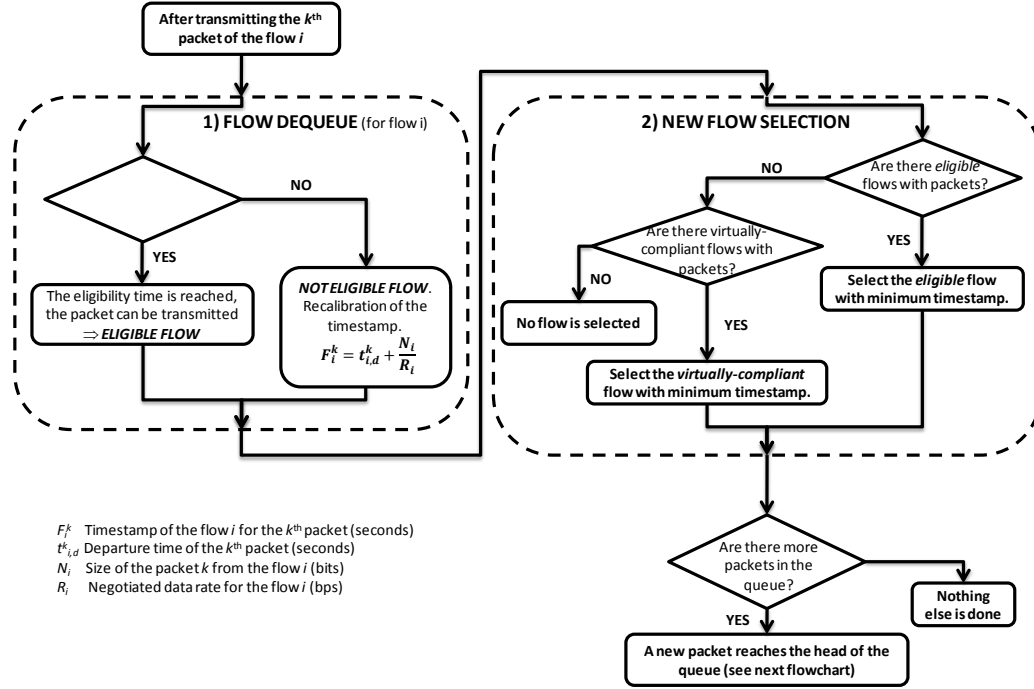 After transmitting the kth
packet of the flow i
1) FLOW DEQUEUE (for flow i)
NO
YES
The eligibility time is reached,
the packet can be transmitted
⇒ ELIGIBLE FLOW
NOT ELIGIBLE FLOW.
Recalibration of the
timestamp.
F_i^k = t_{i,d}^k + N_i/R_i
2) NEW FLOW SELECTION
Are there eligible
flows with packets?
NO
YES
Are there virtually-
compliant flows with
packets?
NO
YES
Select the eligible flow
with minimum timestamp.
No flow is selected
Select the virtually-compliant
flow with minimum timestamp.
Are there more
packets in the
queue?
YES
Nothing
else is done
A new packet reaches the head of the
queue (see next flowchart)
F_i^k Timestamp of the flow i for the kth packet (seconds)
t^k_{i,d} Departure time of the kth packet (seconds)
N_i Size of the packet k from the flow i (bits)
R_i Negotiated data rate for the flow i (bps)